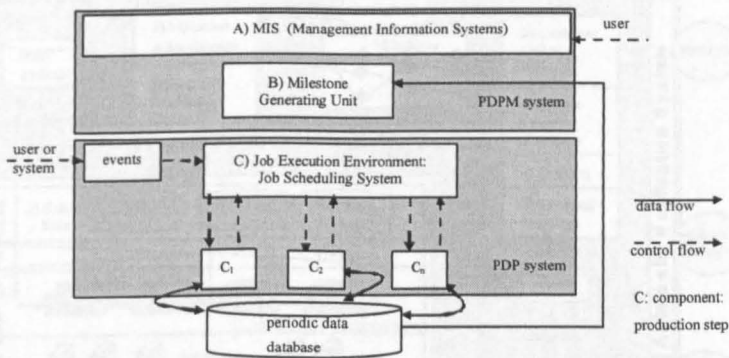 A) MIS (Management Information Systems)
user
B) Milestone
Generating Unit
PDPM system
user or
system
events
C) Job Execution Environment:
Job Scheduling System
data flow
C1
C2
Cn
PDP system
control flow
C: component:
production step
periodic data
database